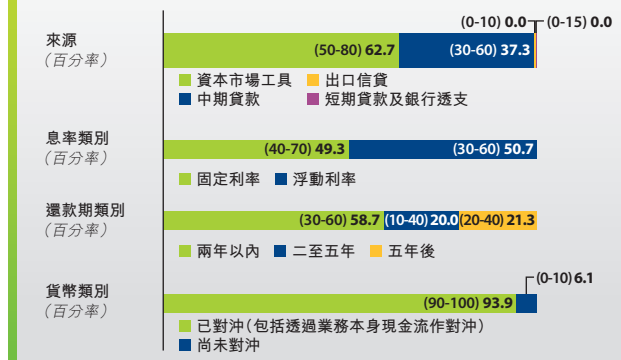 (0-10) 0.0 (0-15) 0.0
來源
(百分率)
(50-80) 62.7 (30-60) 37.3
資本市場工具 出口信貸
中期貸款 短期貸款及銀行透支
息率類別
(百分率)
(40-70) 49.3 (30-60) 50.7
固定利率 浮動利率
還款期類別
(百分率)
(30-60) 58.7 (10-40) 20.0 (20-40) 21.3
兩年以內 二至五年 五年後
(0-10) 6.1
貨幣類別
(百分率)
(90-100) 93.9
已對沖(包括透過業務本身現金流作對沖)
尚未對沖